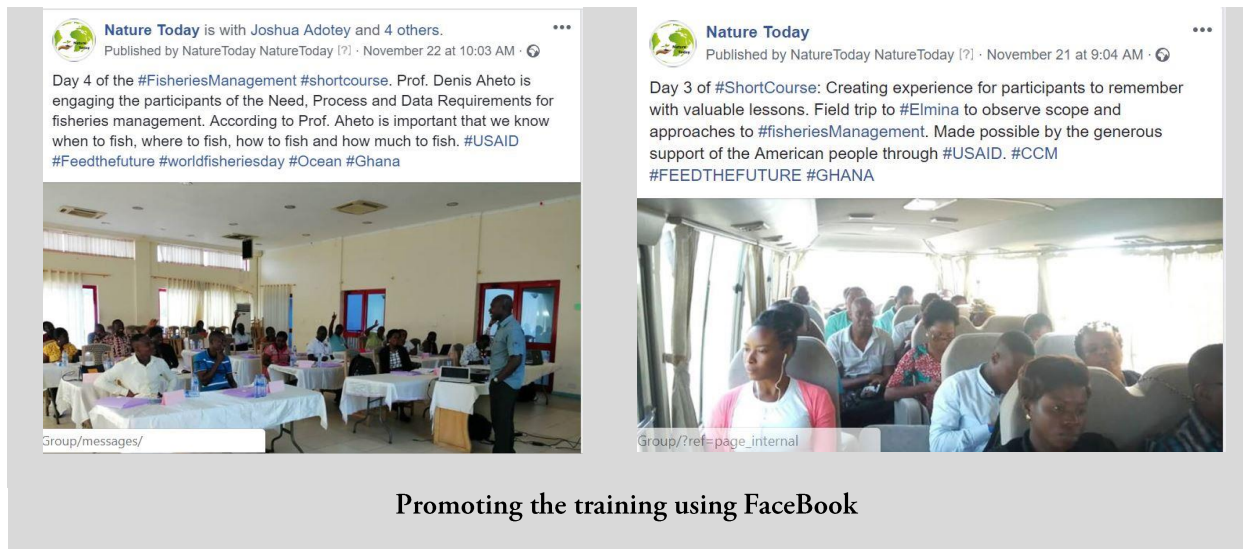 Nature Today is with Joshua Adotey and 4 others.
Published by NatureToday NatureToday [?] · November 22 at 10:03 AM ·
Day 4 of the #FisheriesManagement #shortcourse. Prof. Denis Aheto is
engaging the participants of the Need, Process and Data Requirements for
fisheries management. According to Prof. Aheto is important that we know
when to fish, where to fish, how to fish and how much to fish. #USAID
#Feedthefuture #worldfisheriesday #Ocean #Ghana
Group/messages/
Nature Today
Published by NatureToday NatureToday [?] · November 21 at 9:04 AM ·
Day 3 of #ShortCourse: Creating experience for participants to remember
with valuable lessons. Field trip to #Elmina to observe scope and
approaches to #fisheriesManagement. Made possible by the generous
support of the American people through #USAID. #CCM
#FEEDTHEFUTURE #GHANA
Group/?ref=page_internal
Promoting the training using FaceBook